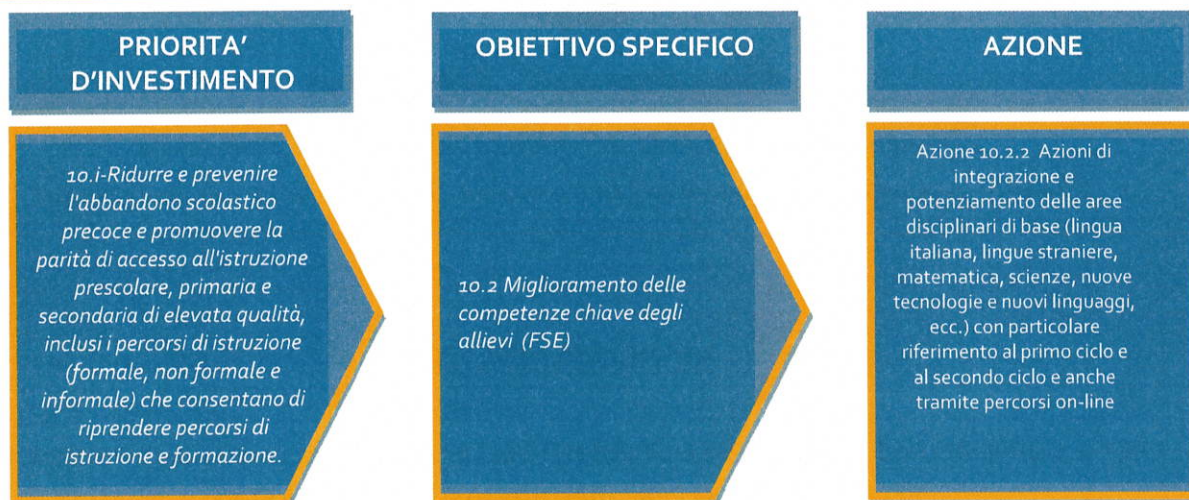 PRIORITA'
D'INVESTIMENTO
10.i-Ridurre e prevenire
l'abbandono scolastico
precoce e promuovere la
parità di accesso all'istruzione
prescolare, primaria e
secondaria di elevata qualità,
inclusi i percorsi di istruzione
(formale, non formale e
informale) che consentano di
riprendere percorsi di
istruzione e formazione.
OBIETTIVO SPECIFICO
10.2 Miglioramento delle
competenze chiave degli
allievi (FSE)
AZIONE
Azione 10.2.2 Azioni di
integrazione e
potenziamento delle aree
disciplinari di base (lingua
italiana, lingue straniere,
matematica, scienze, nuove
tecnologie e nuovi linguaggi,
ecc.) con particolare
riferimento al primo ciclo e
al secondo ciclo e anche
tramite percorsi on-line